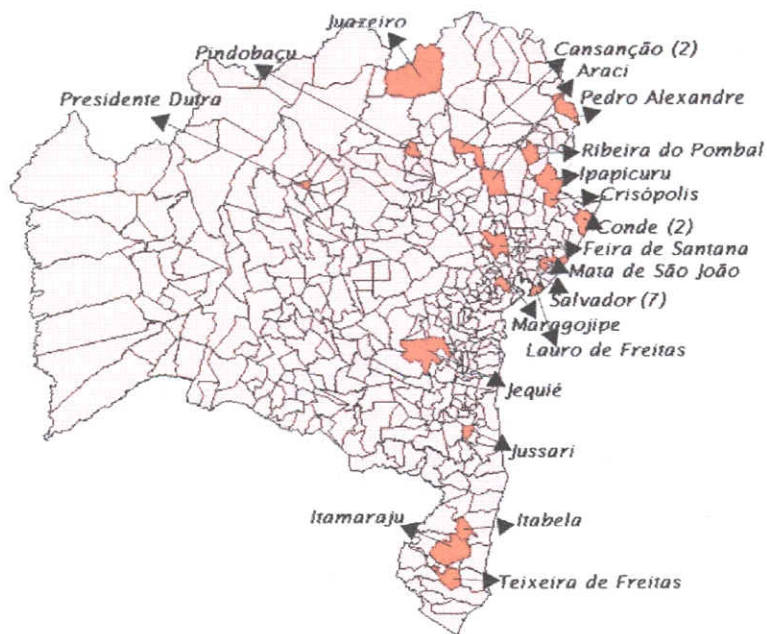 Juazeiro
Pindobaçu
Presidente Dutra
Cansanção (2)
Araci
Pedro Alexandre
Ribeira do Pombal
Ipapicuru
Crisópolis
Conde (2)
Feira de Santana
Mata de São João
Salvador (7)
Maragojipe
Lauro de Freitas
Jequié
Jussari
Itamaraju
Itabela
Teixeira de Freitas